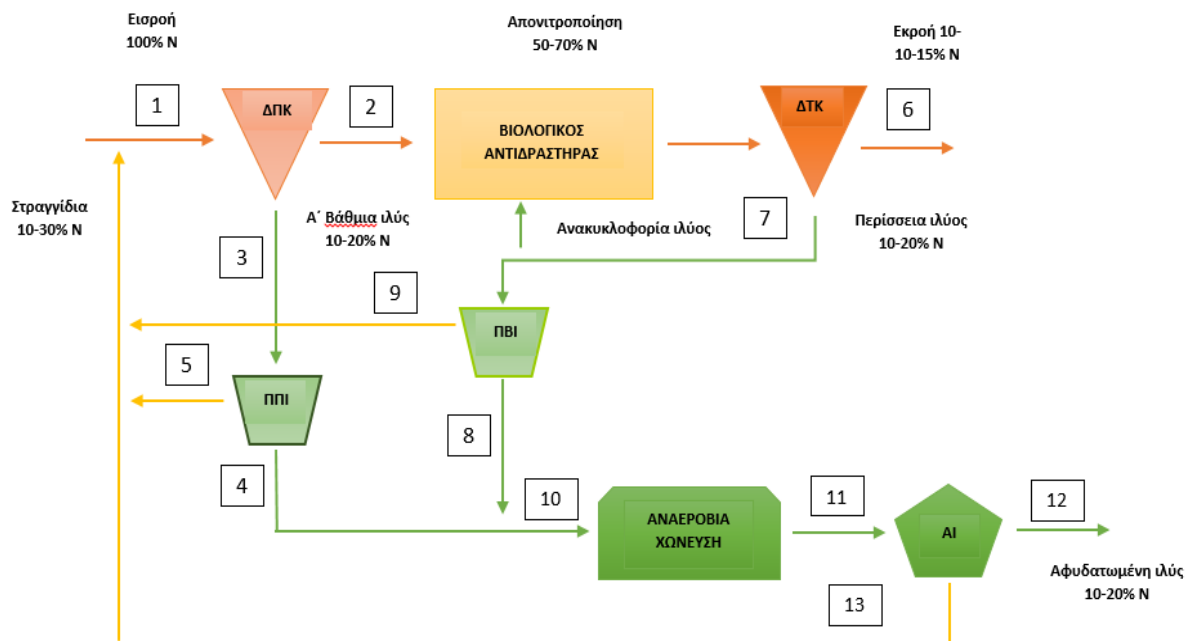 Εισροή
100% Ν
Απονιτροποίηση
50-70% Ν
Εκροή 10-
10-15% Ν
1
ΔΠΚ
2
ΒΙΟΛΟΓΙΚΟΣ
ΑΝΤΙΔΡΑΣΤΗΡΑΣ
ΔΤΚ
6
Στραγγίδια
10-30% Ν
Α΄ Βάθμια ιλύς
10-20% Ν
Ανακυκλοφορία ιλύος
7
Περίσσεια ιλύος
10-20% Ν
3
9
ΠΒΙ
5
ΠΠΙ
8
4
10
ΑΝΑΕΡΟΒΙΑ
ΧΩΝΕΥΣΗ
11
ΑΙ
12
Αφυδατωμένη ιλύς
10-20% Ν
13